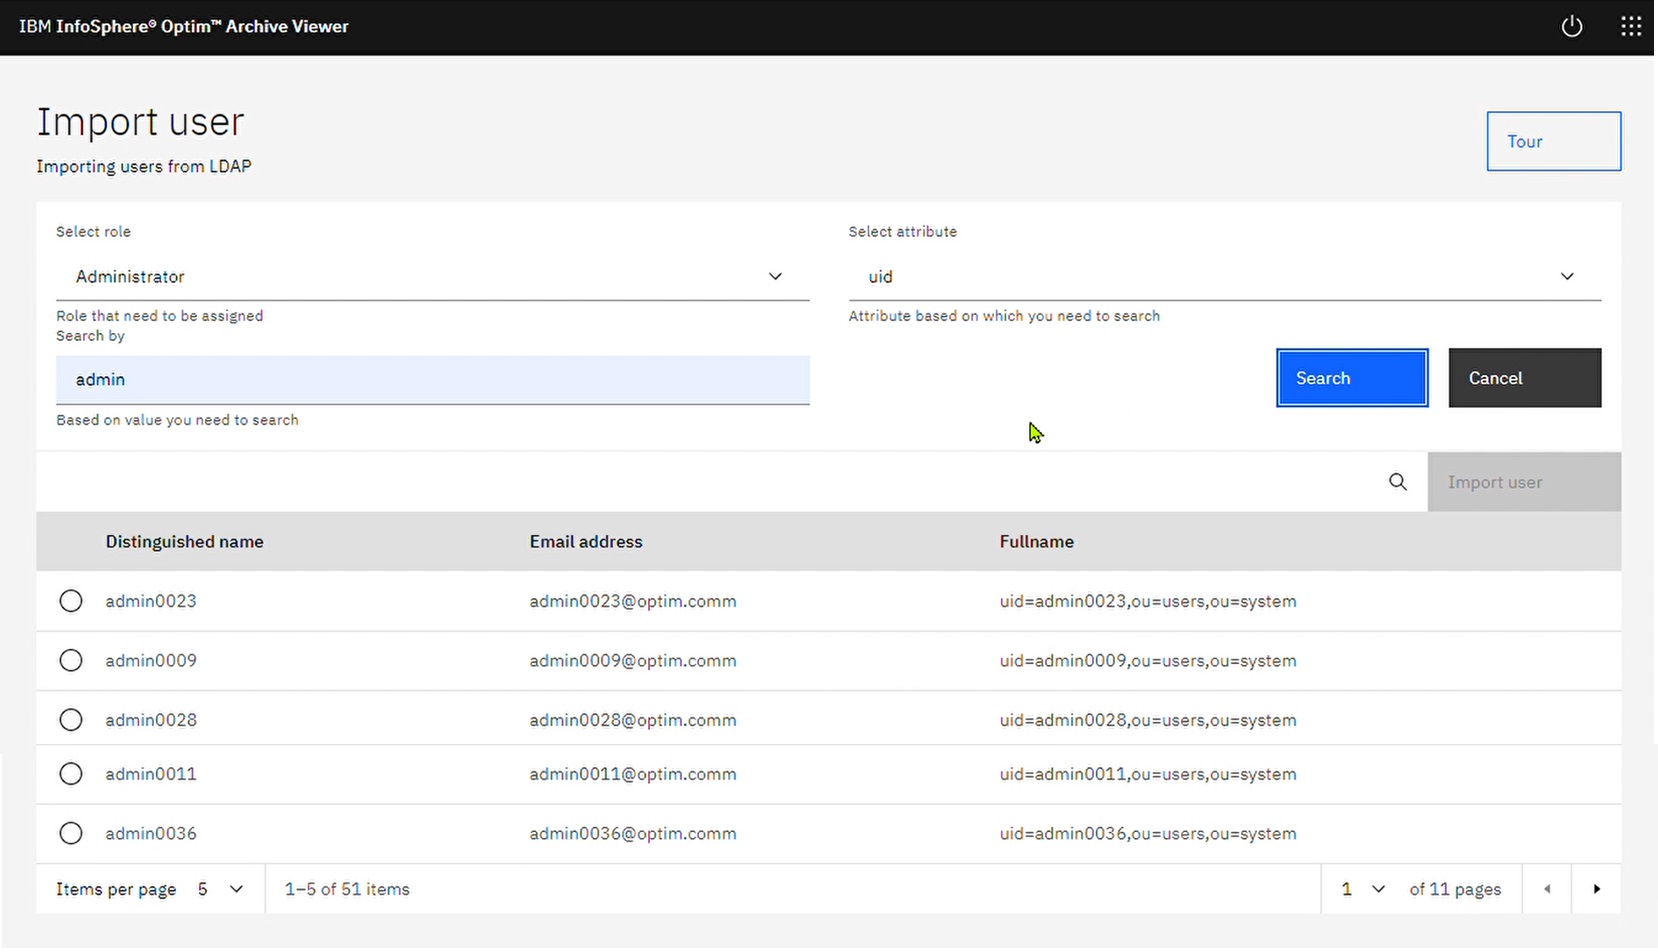 IBM InfoSphere® Optim™ Archive Viewer
Import user
Importing users from LDAP
Tour
Select role
Select attribute
Administrator
uid
Role that need to be assigned
Attribute based on which you need to search
Search by
admin
Search
Cancel
Based on value you need to search
Import user
Distinguished name Email address Fullname
admin0023 admin0023@optim.comm uid=admin0023,ou=users,ou=system
admin0009 admin0009@optim.comm uid=admin0009,ou=users,ou=system
admin0028 admin0028@optim.comm uid=admin0028,ou=users,ou=system
admin0011 admin0011@optim.comm uid=admin0011,ou=users,ou=system
admin0036 admin0036@optim.comm uid=admin0036,ou=users,ou=system
Items per page 5 1–5 of 51 items 1 of 11 pages